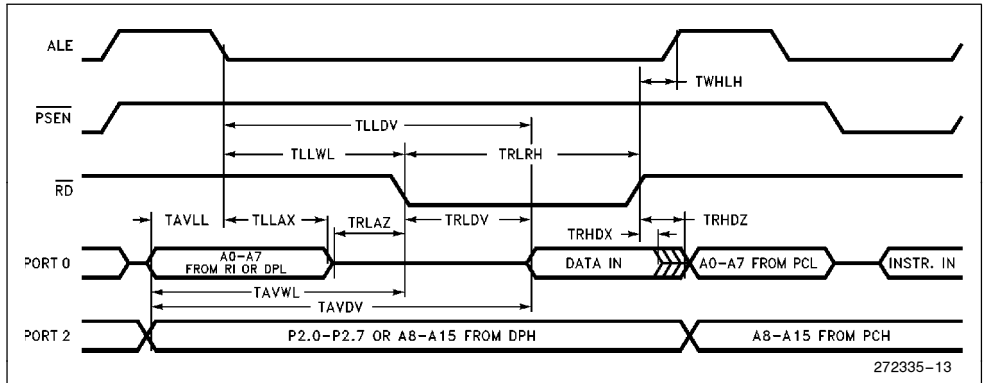 ALE
TWHLH
PSEN
TLLDV
TLLWL
TRLRH
RD
TAVLL
TLLAX
TRLAZ
TRLDV
TRHDX
TRHDZ
PORT 0
A0-A7
FROM RI OR DPL
DATA IN
A0-A7 FROM PCL
INSTR. IN
TAVWL
TAVDV
PORT 2
P2.0-P2.7 OR A8-A15 FROM DPH
A8-A15 FROM PCH
272335-13